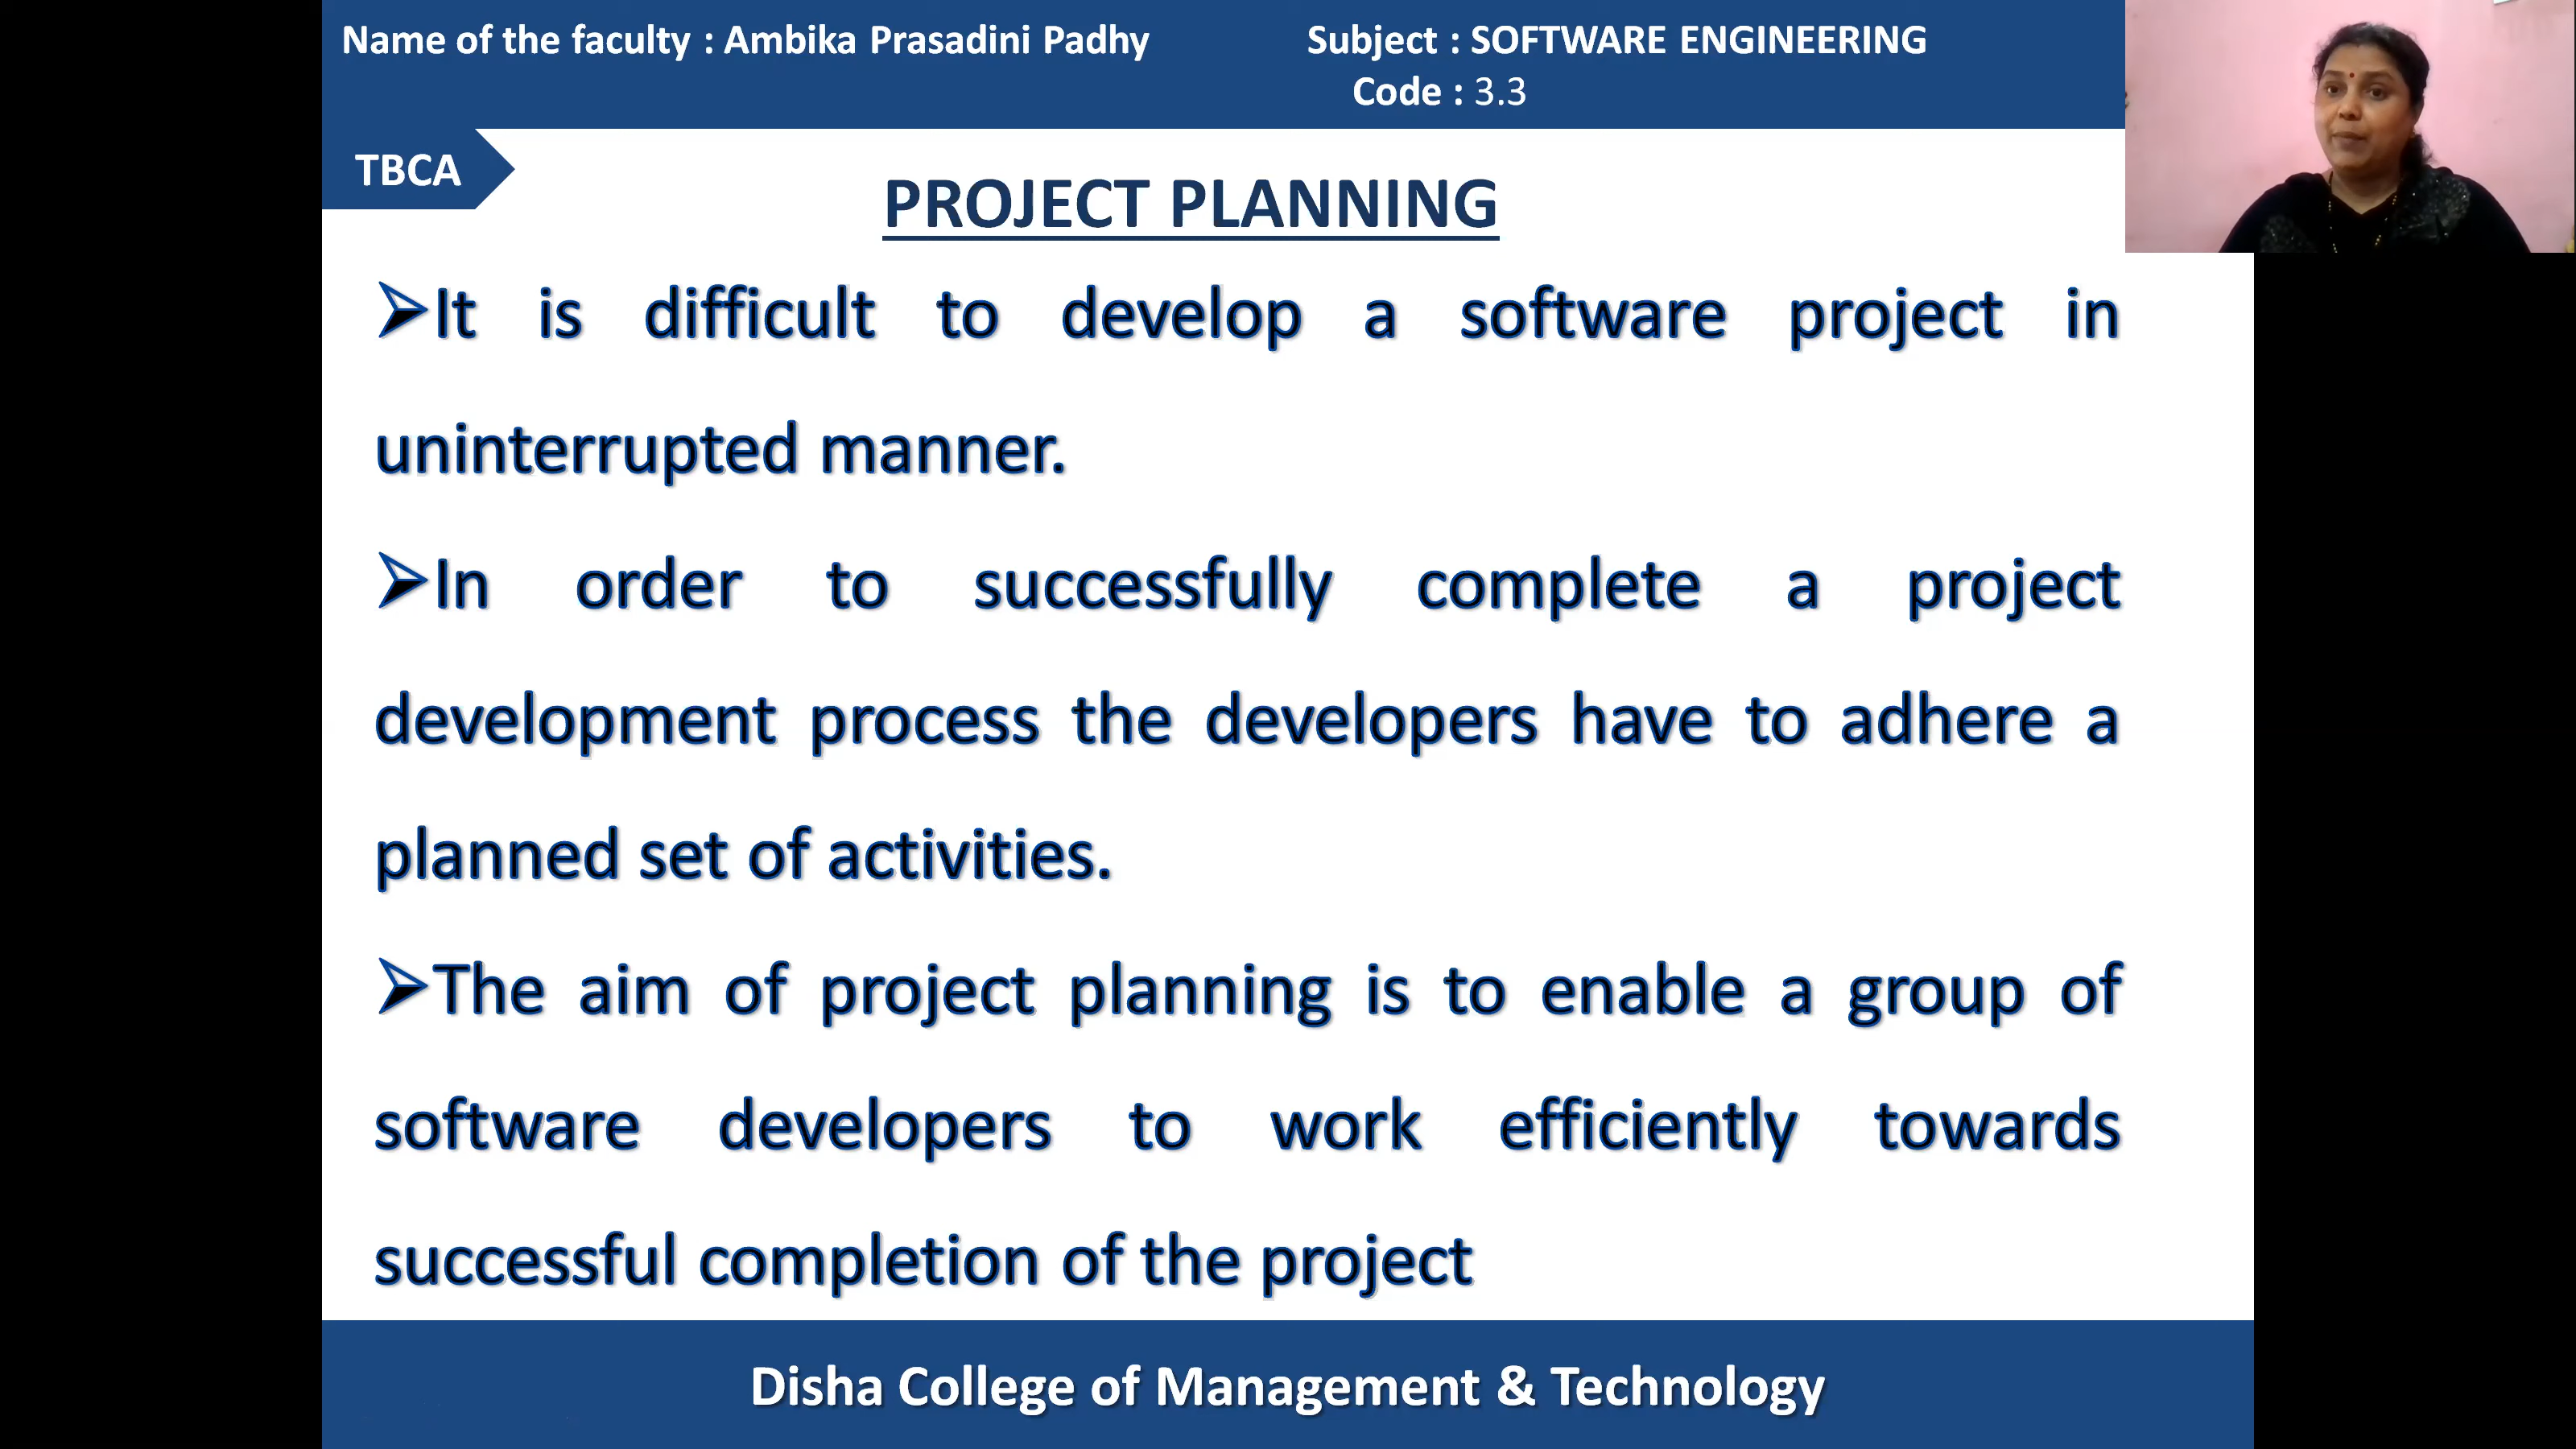 Name of the faculty : Ambika Prasadini Padhy
Subject : SOFTWARE ENGINEERING
Code : 3.3
TBCA
PROJECT PLANNING
➢It is difficult to develop a software project in
uninterrupted manner.
➢In order to successfully complete a project
development process the developers have to adhere a
planned set of activities.
➢The aim of project planning is to enable a group of
software developers to work efficiently towards
successful completion of the project
Disha College of Management & Technology